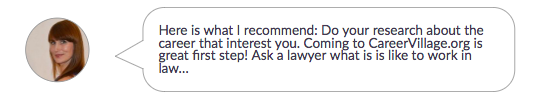 Here is what I recommend: Do your research about the
career that interest you. Coming to CareerVillage.org is
great first step! Ask a lawyer what is is like to work in
law...